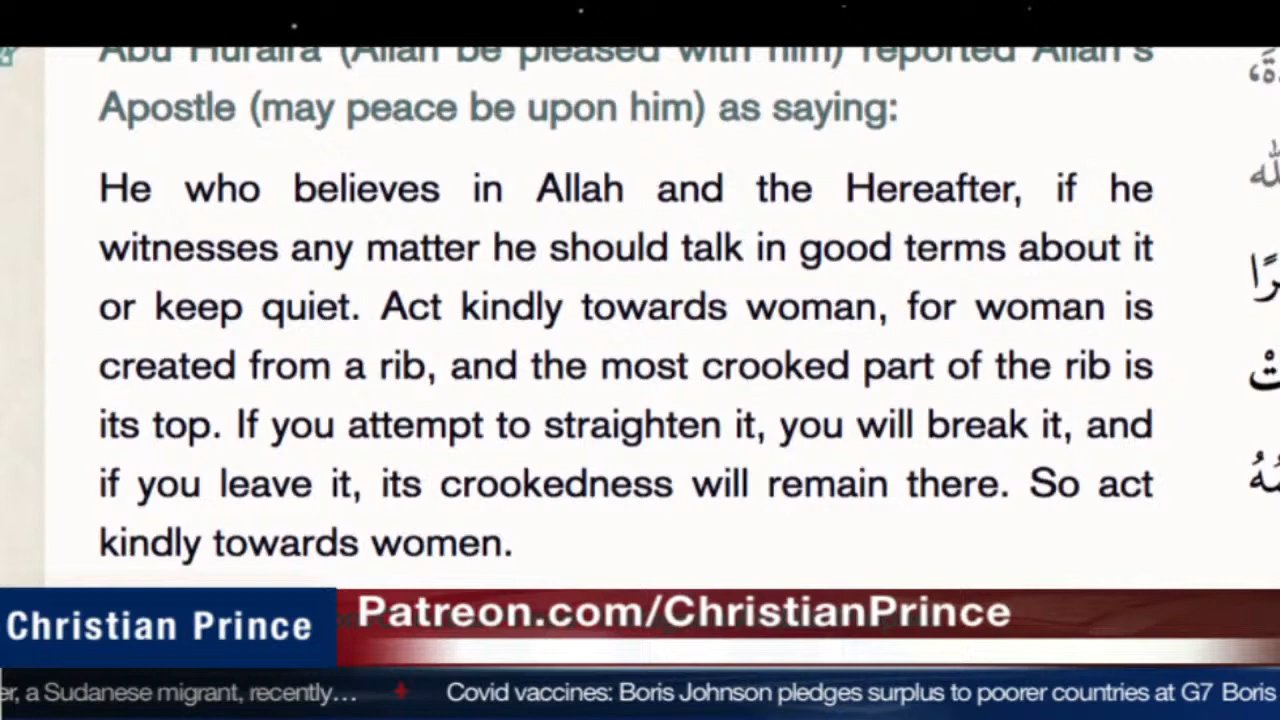 Abu Huraira (Allah be pleased with him) reported Allah's
Apostle (may peace be upon him) as saying:
He who believes in Allah and the Hereafter, if he
witnesses any matter he should talk in good terms about it
or keep quiet. Act kindly towards woman, for woman is
created from a rib, and the most crooked part of the rib is
its top. If you attempt to straighten it, you will break it, and
if you leave it, its crookedness will remain there. So act
kindly towards women.
Christian Prince
Patreon.com/ChristianPrince
er, a Sudanese migrant, recently...
Covid vaccines: Boris Johnson pledges surplus to poorer countries at G7 Boris